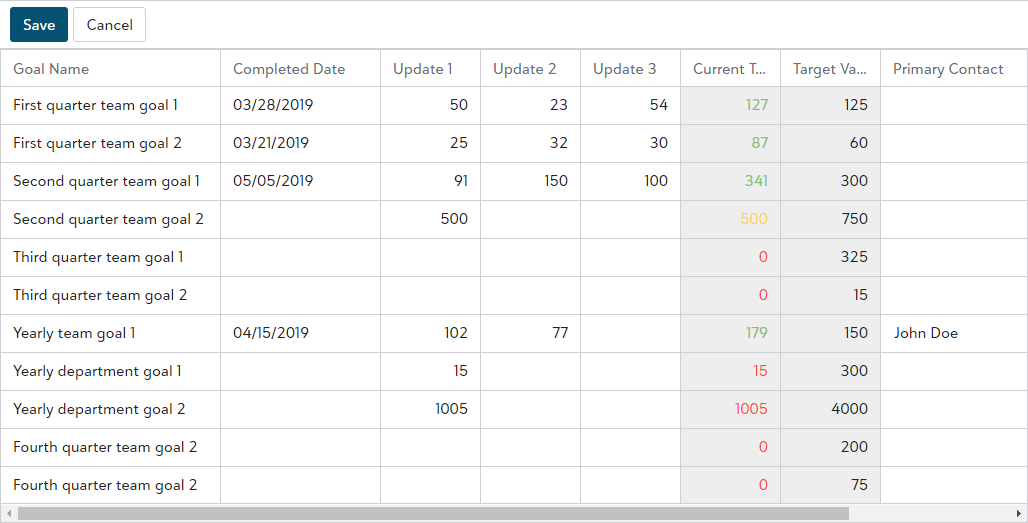 Save Cancel
Goal Name Completed Date Update 1 Update 2 Update 3 Current T... Target Va... Primary Contact
First quarter team goal 1 03/28/2019 50 23 54 127 125
First quarter team goal 2 03/21/2019 25 32 30 87 60
Second quarter team goal 1 05/05/2019 91 150 100 341 300
Second quarter team goal 2 500 500 750
Third quarter team goal 1 0 325
Third quarter team goal 2 0 15
Yearly team goal 1 04/15/2019 102 77 179 150 John Doe
Yearly department goal 1 15 15 300
Yearly department goal 2 1005 1005 4000
Fourth quarter team goal 2 0 200
Fourth quarter team goal 2 0 75